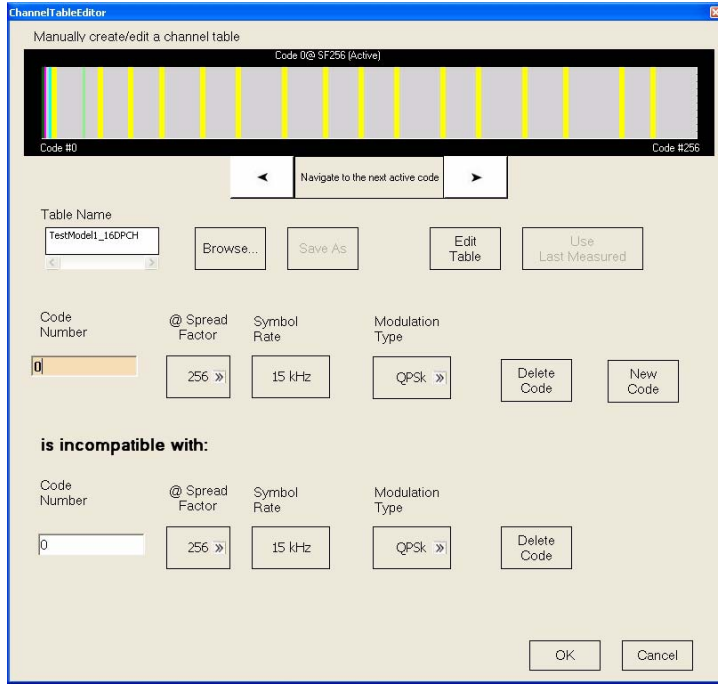 ChannelTableEditor
Manually create/edit a channel table
Code 0@ SF256 (Active)
Code #0
Code #256
Navigate to the next active code
Table Name
TestModel1_16DPCH
Browse...
Save As
Edit
Table
Use
Last Measured
Code
Number
@ Spread
Factor
Symbol
Rate
Modulation
Type
0
256
15 kHz
QPSk
Delete
Code
New
Code
is incompatible with:
Code
Number
@ Spread
Factor
Symbol
Rate
Modulation
Type
0
256
15 kHz
QPSk
Delete
Code
OK
Cancel